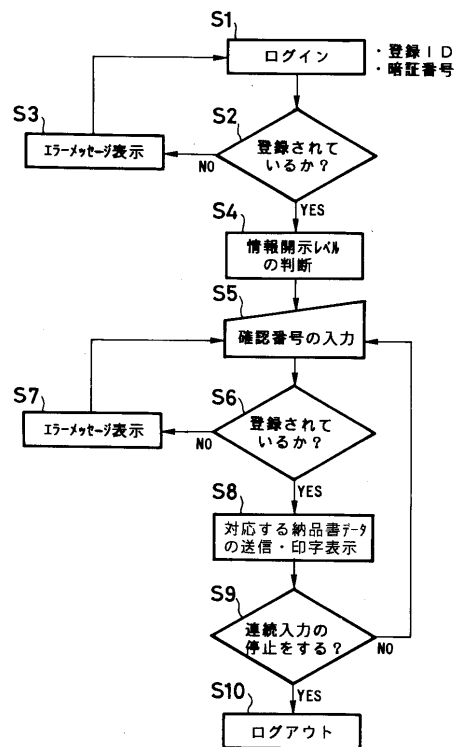 S1
ログイン
・登録ID
・暗証番号
S3
エラーメッセージ表示
S2
登録されて
いるか？
NO
YES
S4
情報開示レベル
の判断
S5
確認番号の入力
S7
エラーメッセージ表示
S6
登録されて
いるか？
NO
YES
S8
対応する納品書データ
の送信・印字表示
S9
連続入力の
停止をする？
NO
YES
S10
ログアウト